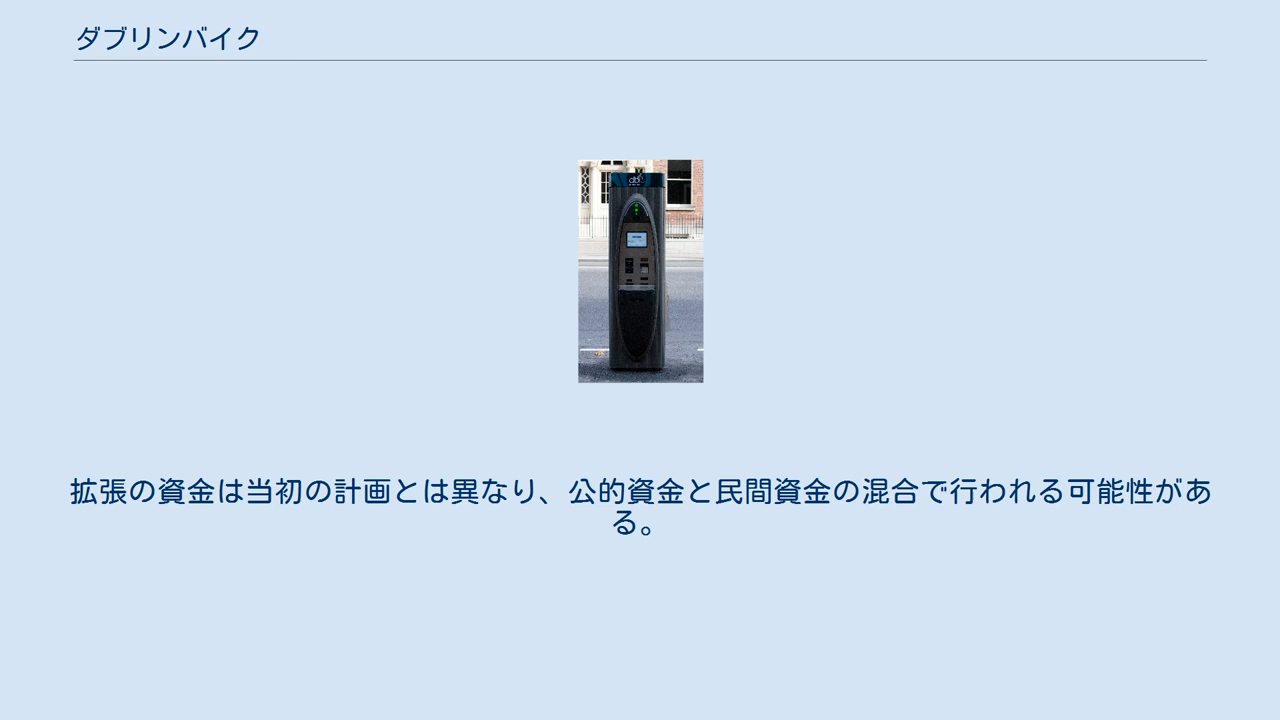 ダブリンバイク
拡張の資金は当初の計画とは異なり、公的資金と民間資金の混合で行われる可能性があ
る。